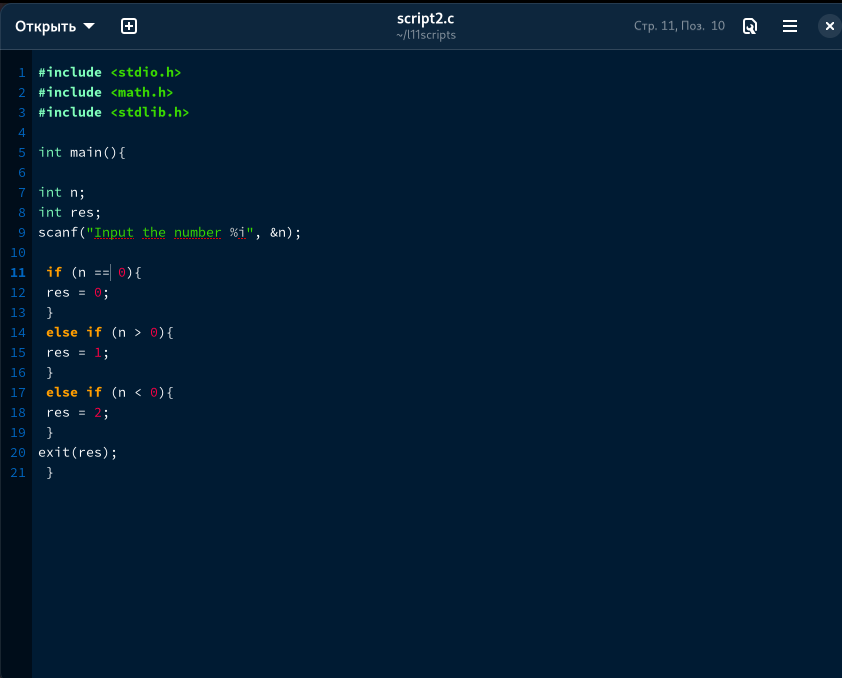 Открыть
script2.c
~/l11scripts
Стр. 11, Поз. 10
1 #include <stdio.h>
2 #include <math.h>
3 #include <stdlib.h>
4
5 int main(){
6
7 int n;
8 int res;
9 scanf("Input the number %i", &n);
10
11 if (n == 0){
12 res = 0;
13 }
14 else if (n > 0){
15 res = 1;
16 }
17 else if (n < 0){
18 res = 2;
19 }
20 exit(res);
21 }